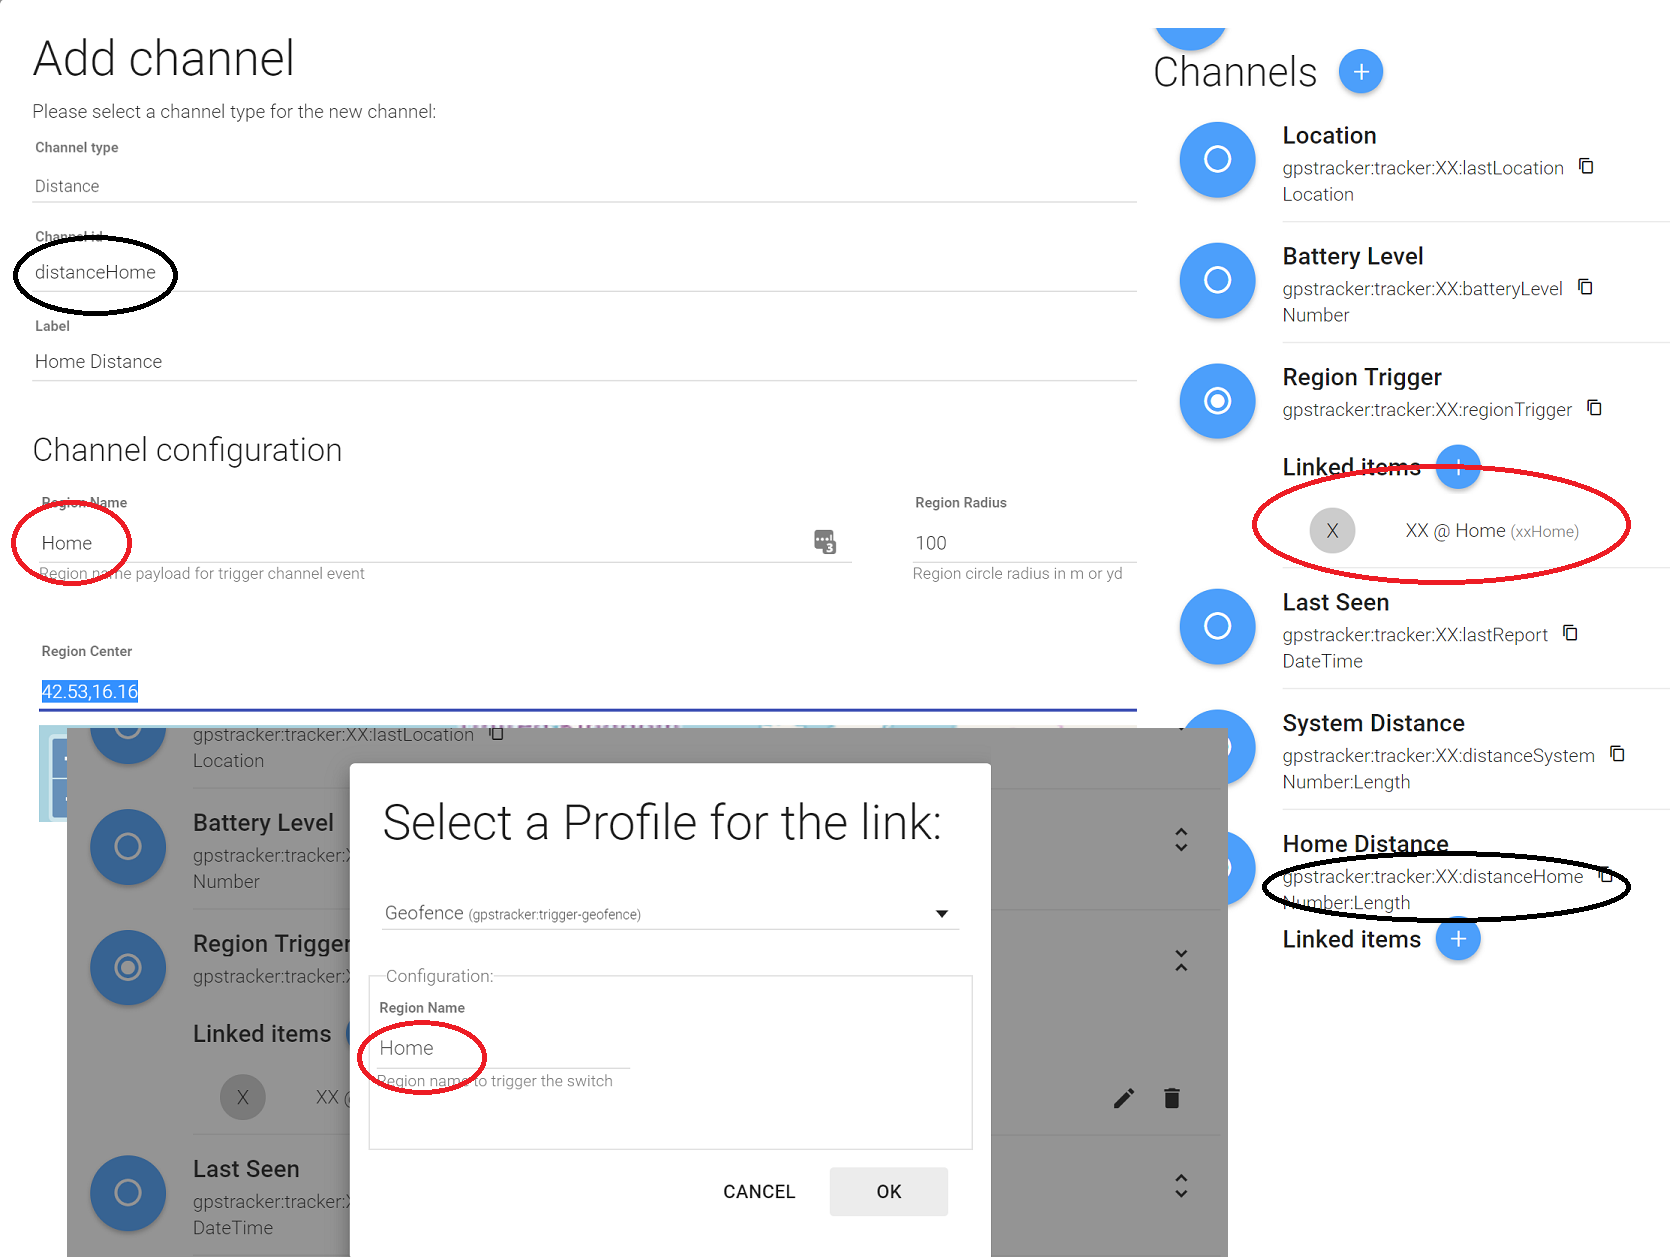 Add channel
Please select a channel type for the new channel:
Channel type
Distance
Channel id
distanceHome
Label
Home Distance
Channel configuration
Region Name
Home
Region name payload for trigger channel event
3
Region Radius
100
Region circle radius in m or yd
Region Center
42.53,16.16
Channels
Location
gpstracker:tracker:XX:lastLocation
Location
Battery Level
gpstracker:tracker:XX:batteryLevel
Number
Region Trigger
gpstracker:tracker:XX:regionTrigger
Linked items
X
XX @ Home (xxHome)
Last Seen
gpstracker:tracker:XX:lastReport
DateTime
System Distance
gpstracker:tracker:XX:distanceSystem
Number:Length
Home Distance
gpstracker:tracker:XX:distanceHome
Number:Length
Linked items
gpstracker:tracker:XX:lastLocation
Location
Battery Level
gpstracker:tracker:X
Number
Region Trigger
gpstracker:tracker:X
Linked items
X
XX @
Last Seen
gpstracker:tracker:X
DateTime
Select a Profile for the link:
Geofence (gpstracker:trigger-geofence)
Configuration:
Region Name
Home
Region name to trigger the switch
CANCEL
OK